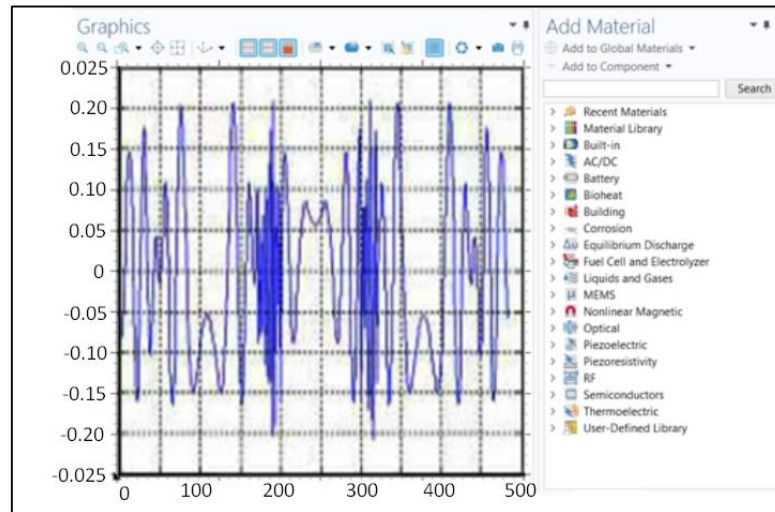 Graphics
0.025
0.20
0.15
0.10
0.05
0
-0.05
-0.10
-0.15
-0.20
-0.025
0
100
200
300
400
500
Add Material
Add to Global Materials
Add to Component
Search
Recent Materials
Material Library
Built-in
AC/DC
Battery
Bioheat
Building
Corrosion
Equilibrium Discharge
Fuel Cell and Electrolyzer
Liquids and Gases
MEMS
Nonlinear Magnetic
Optical
Piezoelectric
Piezoresistivity
RF
Semiconductors
Thermoelectric
User-Defined Library